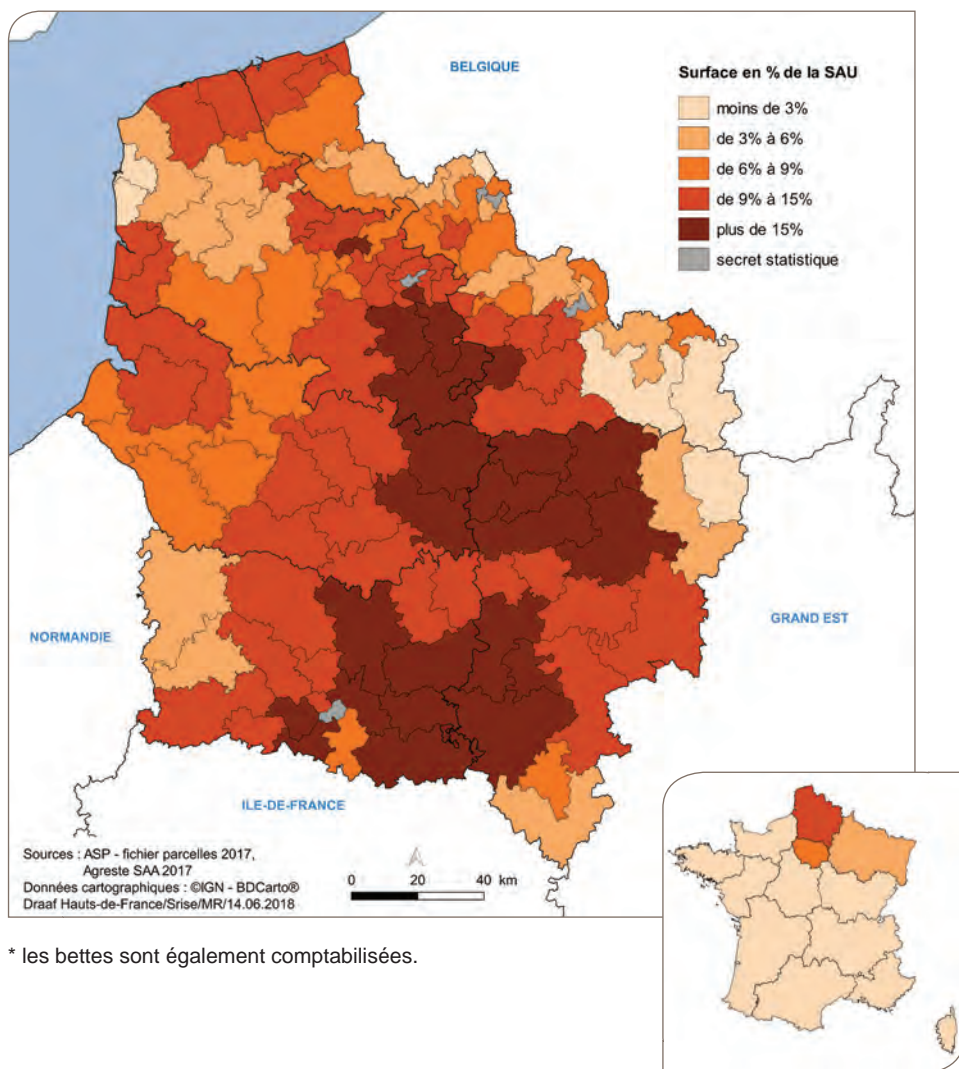 BELGIQUE
Surface en % de la SAU
moins de 3%
de 3% à 6%
de 6% à 9%
de 9% à 15%
plus de 15%
secret statistique
NORMANDIE
GRAND EST
ILE-DE-FRANCE
Sources : ASP - fichier parcelles 2017,
Agreste SAA 2017
Données cartographiques : ©IGN - BDCarto®
Draaf Hauts-de-France/Srise/MR/14.06.2018
0 20 40 km
* les bettes sont également comptabilisées.